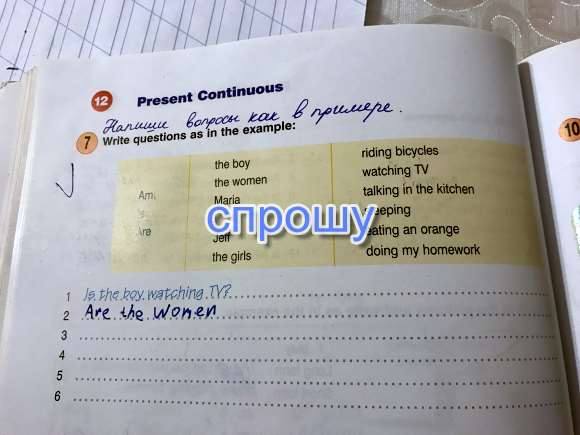 12 Present Continuous
Напиши вопросы как в примере.
7 Write questions as in the example:
10
the boy riding bicycles
the women watching TV
Am, Maria talking in the kitchen
спрошу
Jeff eating an orange
the girls doing my homework
1 Is the boy watching TV?
2 Are the women
3
4
5
6